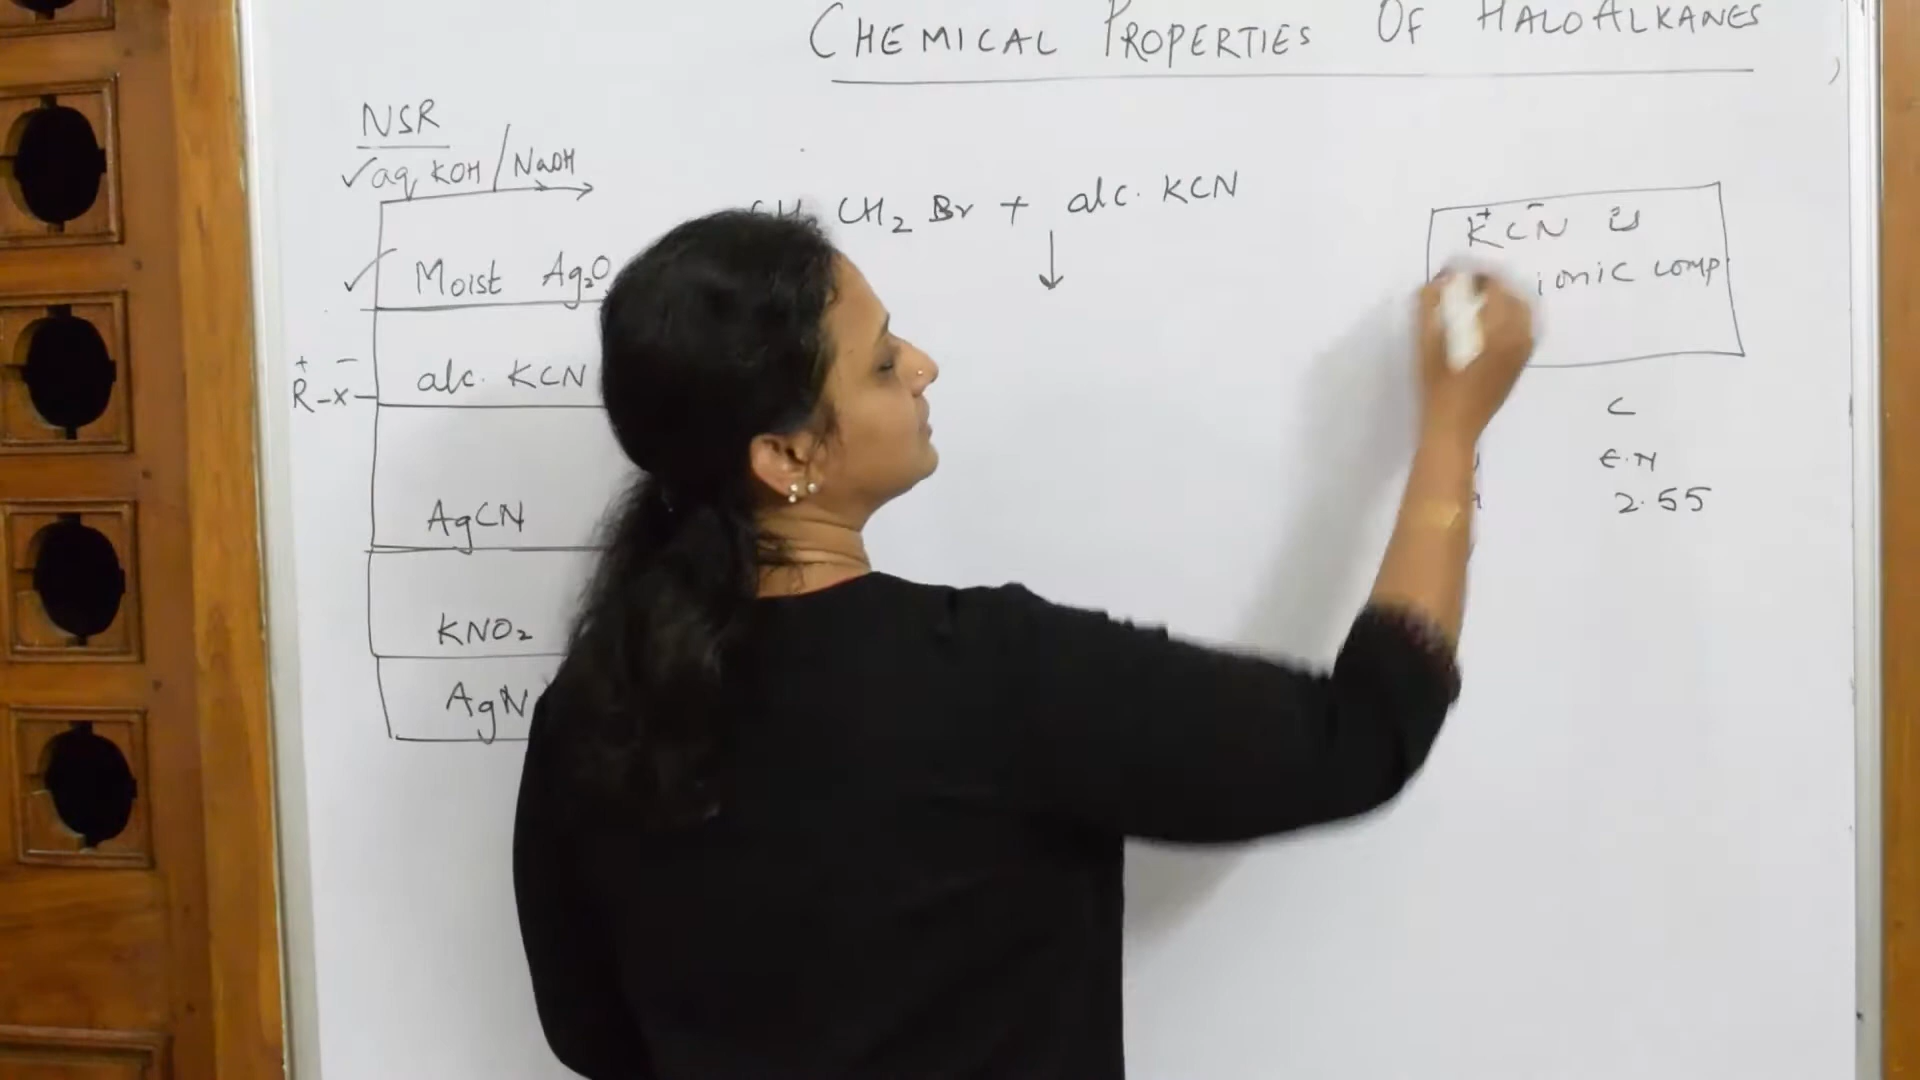 CHEMICAL PROPERTIES OF HALOALKANES
NSR
✓aq KOH / NaOH
✓ Moist Ag₂O
+ −
R-X
alc. KCN
AgCN
KNO₂
CH₂ Br + alc. KCN
↓
K⁺CN⁻ is
ionic comp
C
E.N
2.55